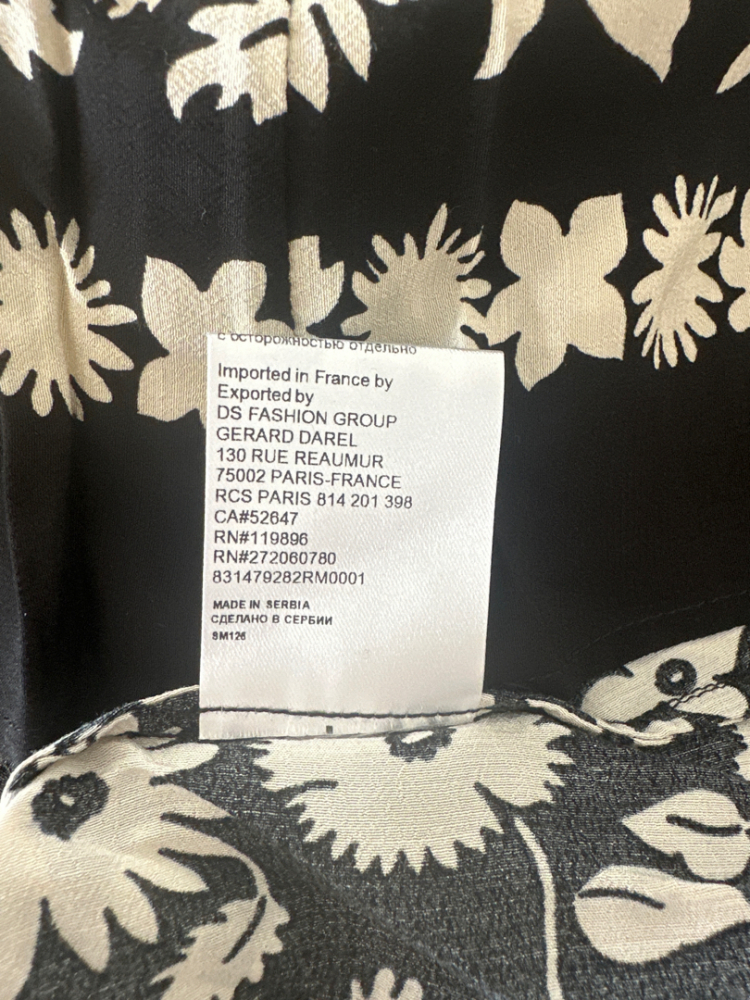 с осторожностью отдельно
Imported in France by
Exported by
DS FASHION GROUP
GERARD DAREL
130 RUE REAUMUR
75002 PARIS-FRANCE
RCS PARIS 814 201 398
CA#52647
RN#119896
RN#272060780
831479282RM0001
MADE IN SERBIA
СДЕЛАНО В СЕРБИИ
SM126